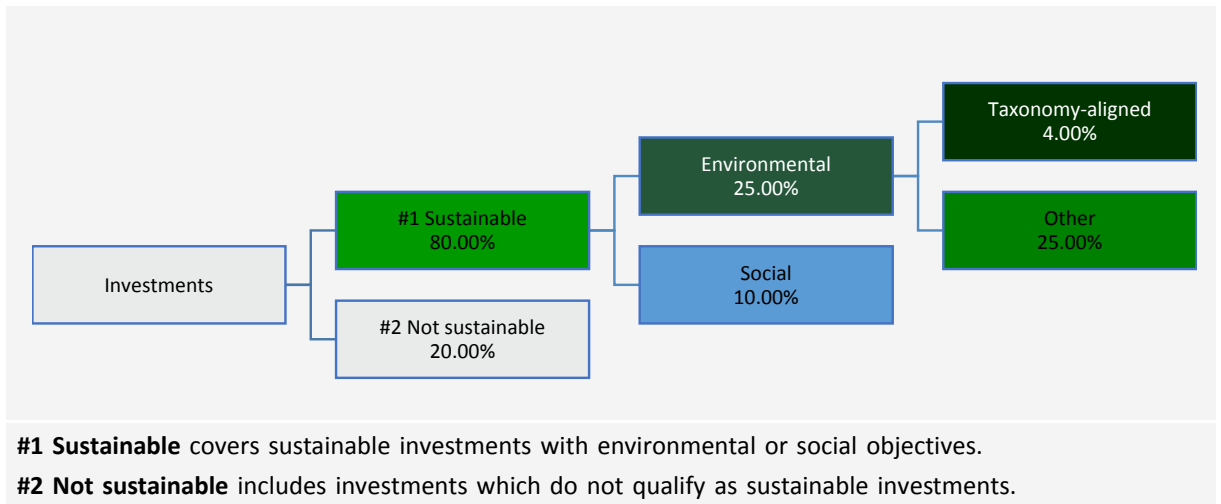 Investments
#1 Sustainable
80.00%
#2 Not sustainable
20.00%
Environmental
25.00%
Social
10.00%
Taxonomy-aligned
4.00%
Other
25.00%
#1 Sustainable covers sustainable investments with environmental or social objectives.
#2 Not sustainable includes investments which do not qualify as sustainable investments.